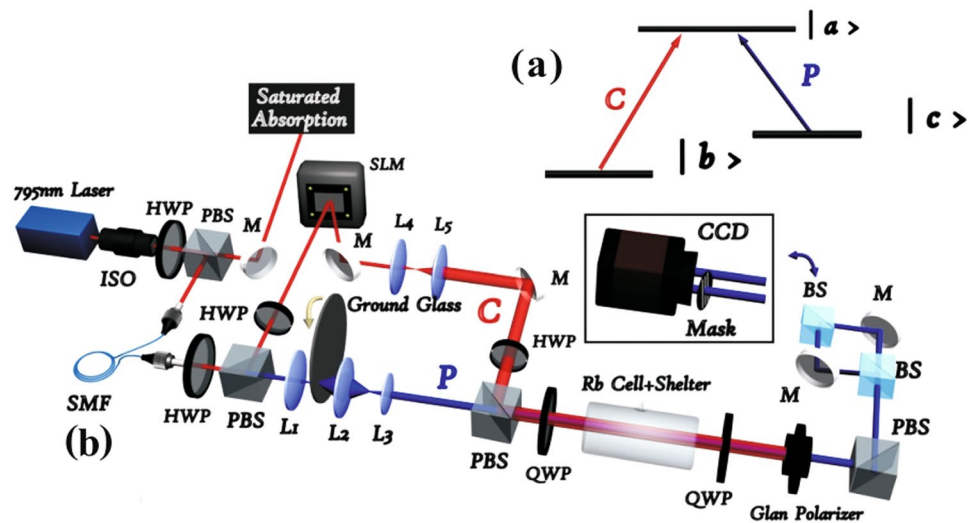 (a)
| a >
C
P
| b >
| c >
Saturated
Absorption
SLM
795nm Laser
HWP
PBS
M
ISO
M
L4
L5
M
HWP
Ground Glass
C
HWP
SMF
HWP
PBS
L1
L2
L3
P
PBS
QWP
Rb Cell+Shelter
QWP
Glan Polarizer
PBS
CCD
Mask
BS
M
M
BS
(b)